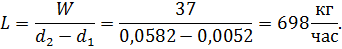 L = W / (d₂ − d₁) = 37 / (0,0582 − 0,0052) = 698 кг/час.